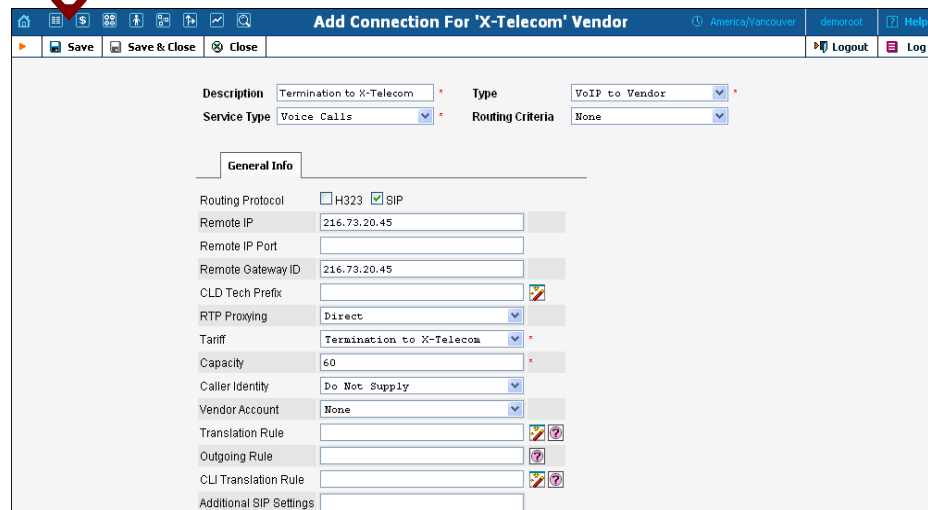 Add Connection For 'X-Telecom' Vendor America/Vancouver demoroot ? Help
Save Save & Close Close Logout Log
Description Termination to X-Telecom * Type VoIP to Vendor *
Service Type Voice Calls * Routing Criteria None
General Info
Routing Protocol H323 SIP
Remote IP 216.73.20.45
Remote IP Port
Remote Gateway ID 216.73.20.45
CLD Tech Prefix
RTP Proxying Direct
Tariff Termination to X-Telecom *
Capacity 60 *
Caller Identity Do Not Supply
Vendor Account None
Translation Rule ?
Outgoing Rule ?
CLI Translation Rule ?
Additional SIP Settings